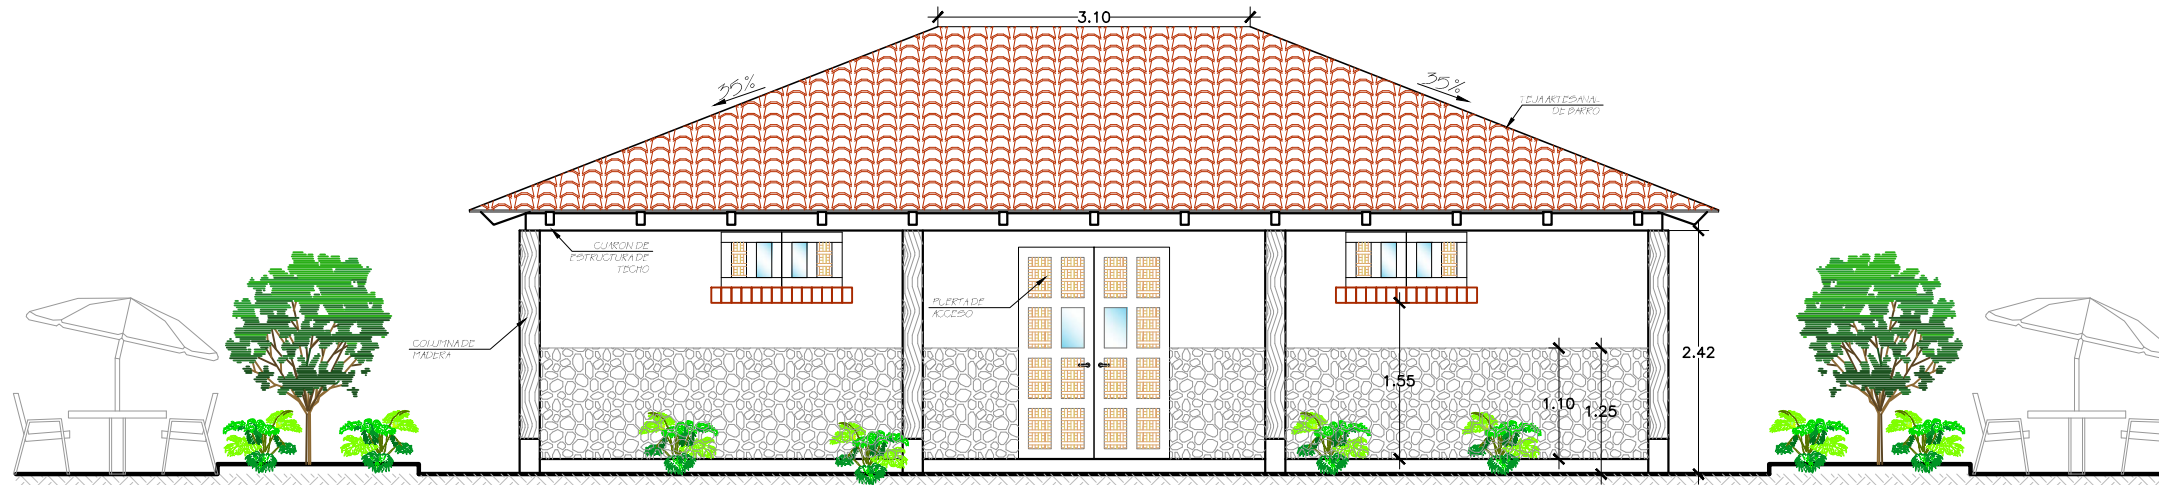 3.10
35%
35%
TEJA ARTESANAL
DE BARRO
CUARON DE
ESTRUCTURA DE
TECHO
PUERTA DE
ACCESO
COLUMNA DE
MADERA
2.42
1.55
1.10
1.25